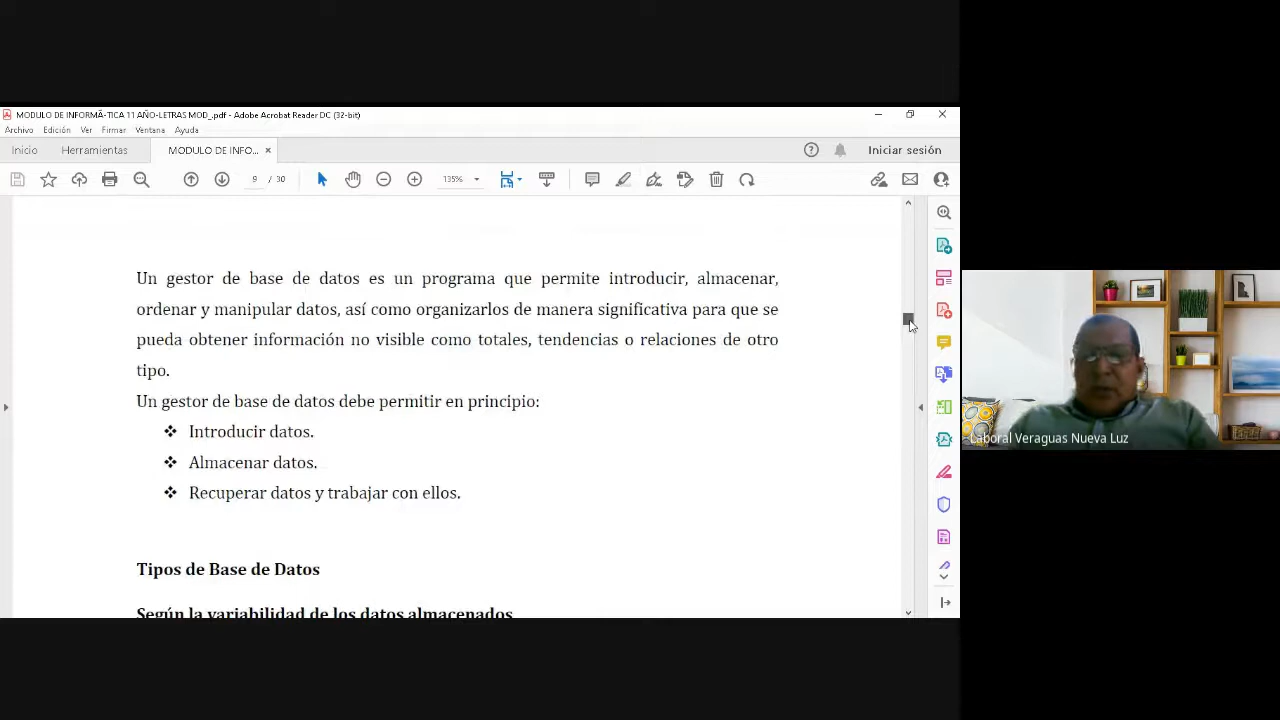 MODULO DE INFORMÃ-TICA 11 AÑO-LETRAS MOD_.pdf - Adobe Acrobat Reader DC (32-bit)
Archivo Edición Ver Firmar Ventana Ayuda
Inicio Herramientas MODULO DE INFO... × Iniciar sesión
9 / 30 135%
Un gestor de base de datos es un programa que permite introducir, almacenar,
ordenar y manipular datos, así como organizarlos de manera significativa para que se
pueda obtener información no visible como totales, tendencias o relaciones de otro
tipo.
Un gestor de base de datos debe permitir en principio:
❖ Introducir datos.
❖ Almacenar datos.
❖ Recuperar datos y trabajar con ellos.
Tipos de Base de Datos
Según la variabilidad de los datos almacenados
Laboral Veraguas Nueva Luz